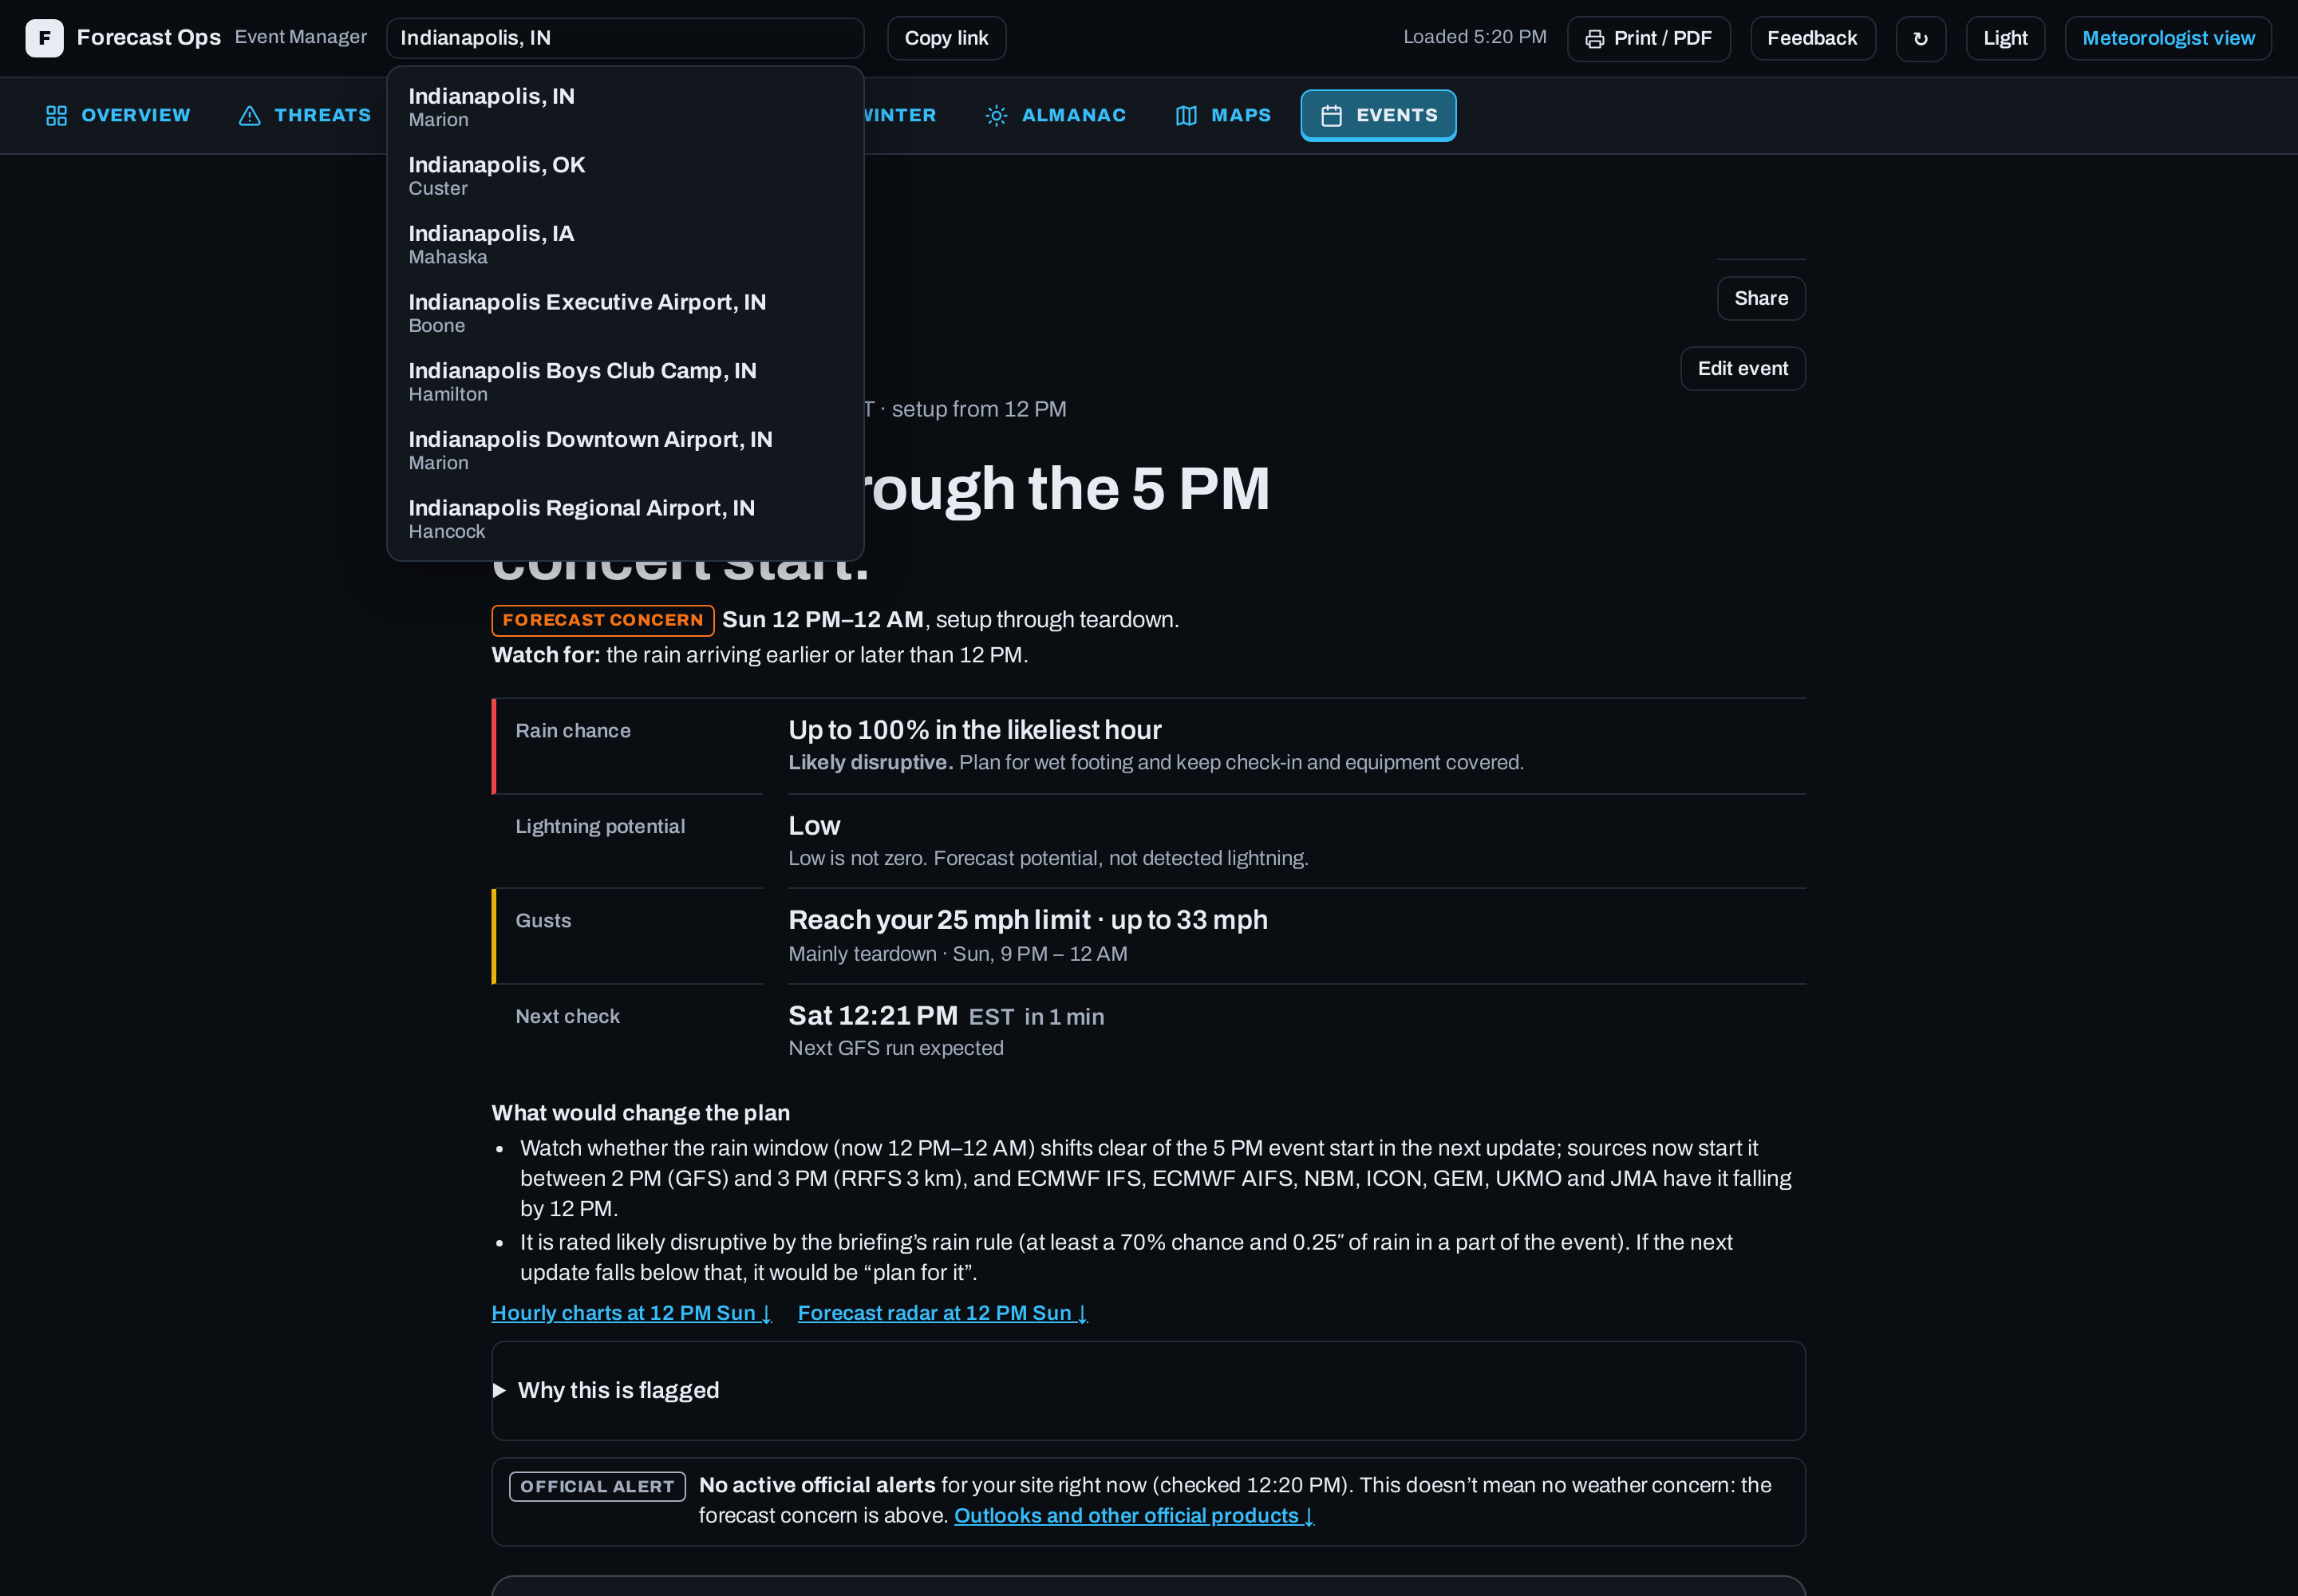 F Forecast Ops Event Manager Indianapolis, IN Copy link Loaded 5:20 PM Print / PDF Feedback ↻ Light Meteorologist view
OVERVIEW THREATS WINTER ALMANAC MAPS EVENTS
Indianapolis, IN
Marion
Indianapolis, OK
Custer
Indianapolis, IA
Mahaska
Indianapolis Executive Airport, IN
Boone
Indianapolis Boys Club Camp, IN
Hamilton
Indianapolis Downtown Airport, IN
Marion
Indianapolis Regional Airport, IN
Hancock
Share
Edit event
T · setup from 12 PM
rough the 5 PM
concert start.
FORECAST CONCERN Sun 12 PM–12 AM, setup through teardown.
Watch for: the rain arriving earlier or later than 12 PM.
Rain chance
Up to 100% in the likeliest hour
Likely disruptive. Plan for wet footing and keep check-in and equipment covered.
Lightning potential
Low
Low is not zero. Forecast potential, not detected lightning.
Gusts
Reach your 25 mph limit · up to 33 mph
Mainly teardown · Sun, 9 PM – 12 AM
Next check
Sat 12:21 PM EST in 1 min
Next GFS run expected
What would change the plan
• Watch whether the rain window (now 12 PM–12 AM) shifts clear of the 5 PM event start in the next update; sources now start it
between 2 PM (GFS) and 3 PM (RRFS 3 km), and ECMWF IFS, ECMWF AIFS, NBM, ICON, GEM, UKMO and JMA have it falling
by 12 PM.
• It is rated likely disruptive by the briefing’s rain rule (at least a 70% chance and 0.25″ of rain in a part of the event). If the next
update falls below that, it would be “plan for it”.
Hourly charts at 12 PM Sun ↓ Forecast radar at 12 PM Sun ↓
▶ Why this is flagged
OFFICIAL ALERT No active official alerts for your site right now (checked 12:20 PM). This doesn’t mean no weather concern: the
forecast concern is above. Outlooks and other official products ↓